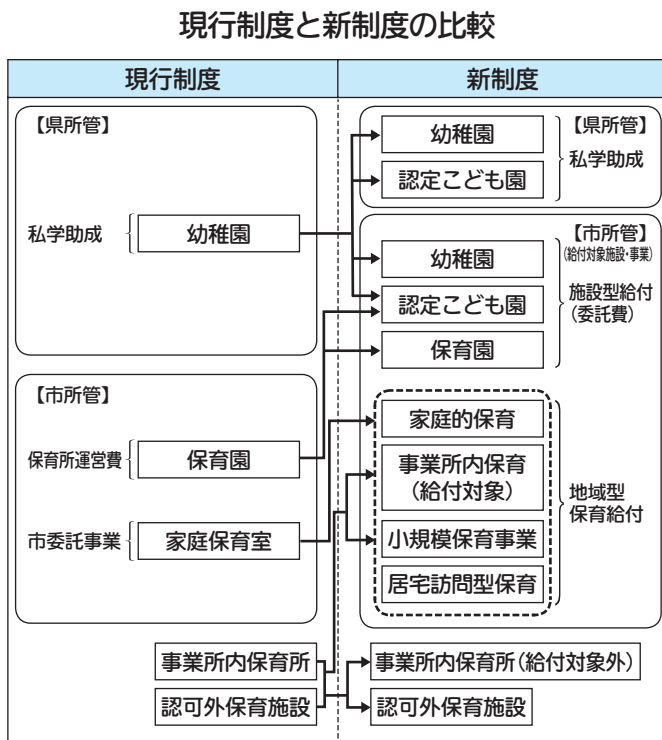 現行制度と新制度の比較
現行制度
新制度
【県所管】
私学助成
幼稚園
【市所管】
保育所運営費
保育園
市委託事業
家庭保育室
事業所内保育所
認可外保育施設
幼稚園
認定こども園
【県所管】
私学助成
幼稚園
認定こども園
保育園
【市所管】
(給付対象施設・事業)
施設型給付
(委託費)
家庭的保育
事業所内保育
(給付対象)
小規模保育事業
居宅訪問型保育
地域型
保育給付
事業所内保育所(給付対象外)
認可外保育施設